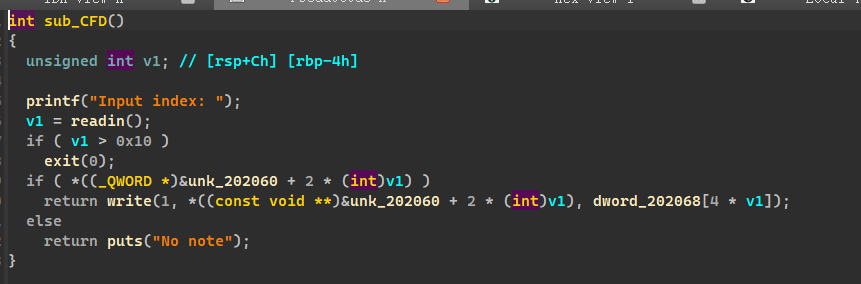 int sub_CFD()
{
unsigned int v1; // [rsp+Ch] [rbp-4h]
printf("Input index: ");
v1 = readin();
if ( v1 > 0x10 )
exit(0);
if ( *((_QWORD *)&unk_202060 + 2 * (int)v1) )
return write(1, *((const void **)&unk_202060 + 2 * (int)v1), dword_202068[4 * v1]);
else
return puts("No note");
}